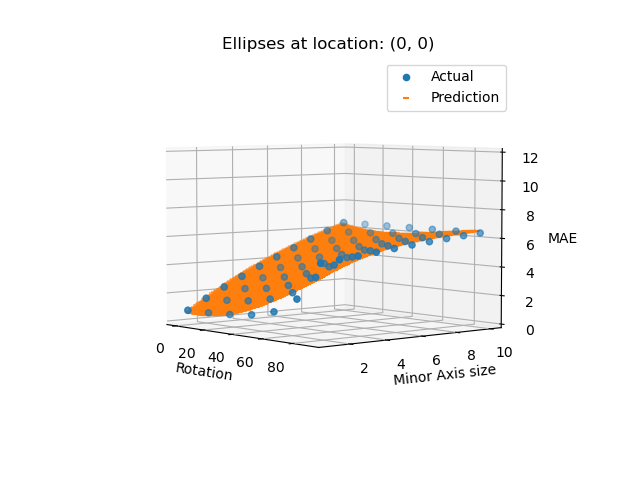 Ellipses at location: (0, 0)
Actual
Prediction
12
10
8
6
4
2
0
MAE
0
20
40
60
80
Rotation
2
4
6
8
10
Minor Axis size